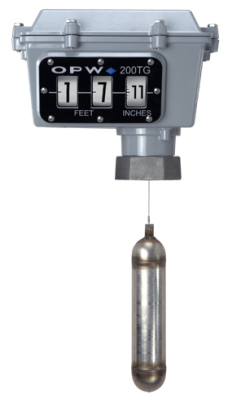 OPW 200TG
1 7 11
FEET INCHES